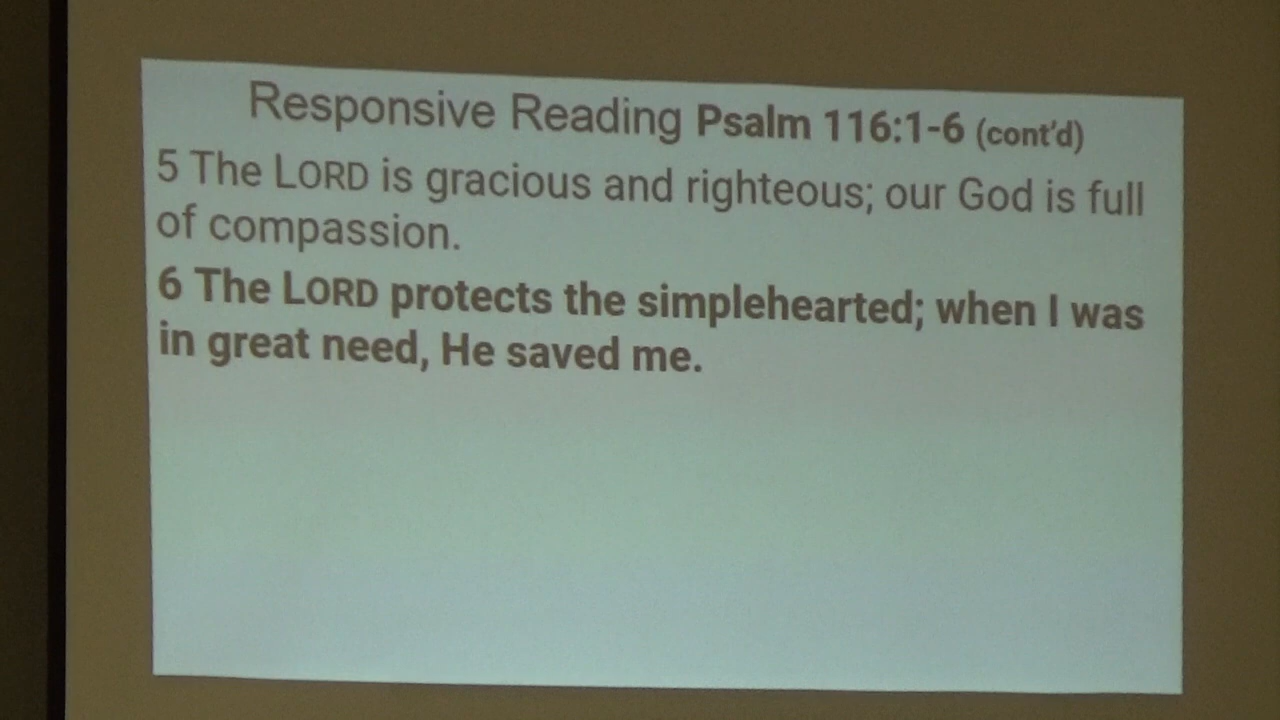 Responsive Reading Psalm 116:1-6 (cont'd)
5 The LORD is gracious and righteous; our God is full
of compassion.
6 The LORD protects the simplehearted; when I was
in great need, He saved me.